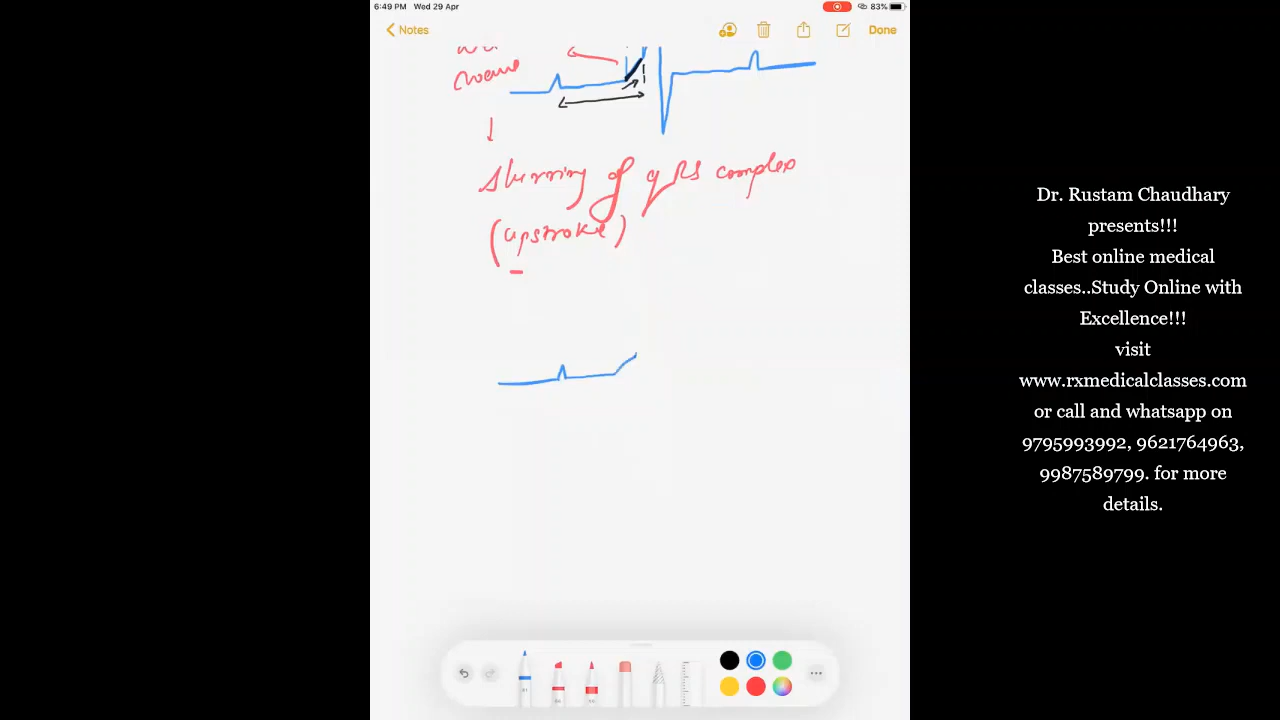 6:49 PM Wed 29 Apr
83%
Notes
Done
slurring of qRS complex
(upstroke)
Dr. Rustam Chaudhary
presents!!!
Best online medical
classes..Study Online with
Excellence!!!
visit
www.rxmedicalclasses.com
or call and whatsapp on
9795993992, 9621764963,
9987589799. for more
details.